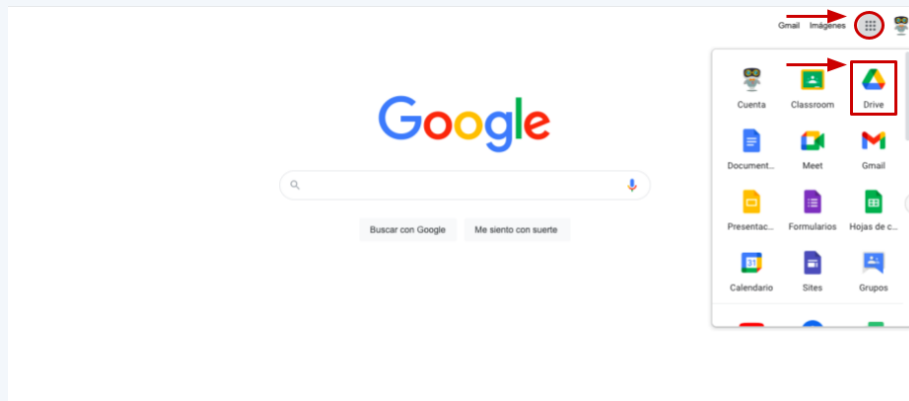 Gmail Imágenes
Google
Buscar con Google Me siento con suerte
Cuenta Classroom Drive
Document... Meet Gmail
Presentac... Formularios Hojas de c...
31
Calendario Sites Grupos